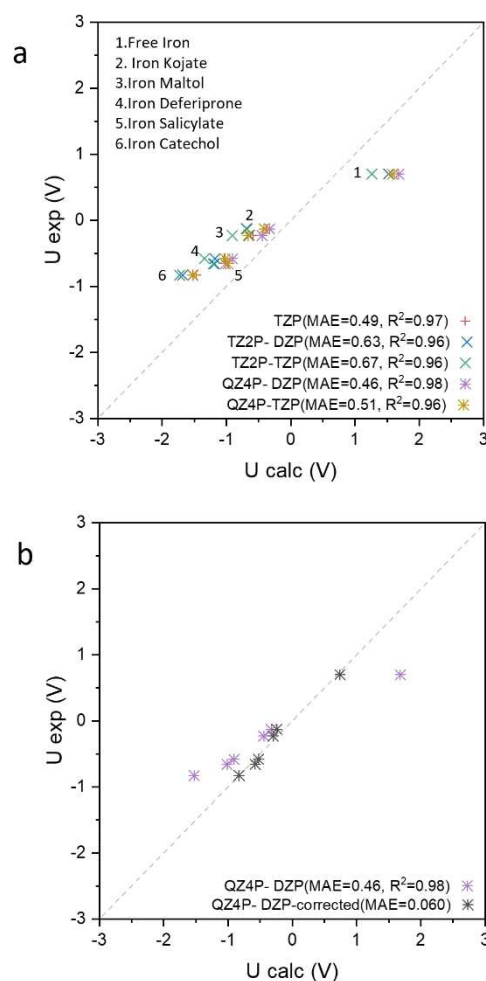 a
3
2
1
0
-1
-2
-3
U exp (V)
1.Free Iron
2. Iron Kojate
3.Iron Maltol
4.Iron Deferiprone
5.Iron Salicylate
6.Iron Catechol
1
2
3
4
5
6
TZP(MAE=0.49, R²=0.97)
TZ2P- DZP(MAE=0.63, R²=0.96)
TZ2P-TZP(MAE=0.67, R²=0.96)
QZ4P- DZP(MAE=0.46, R²=0.98)
QZ4P-TZP(MAE=0.51, R²=0.96)
-3 -2 -1 0 1 2 3
U calc (V)
b
3
2
1
0
-1
-2
-3
U exp (V)
QZ4P- DZP(MAE=0.46, R²=0.98)
QZ4P- DZP-corrected(MAE=0.060)
-3 -2 -1 0 1 2 3
U calc (V)